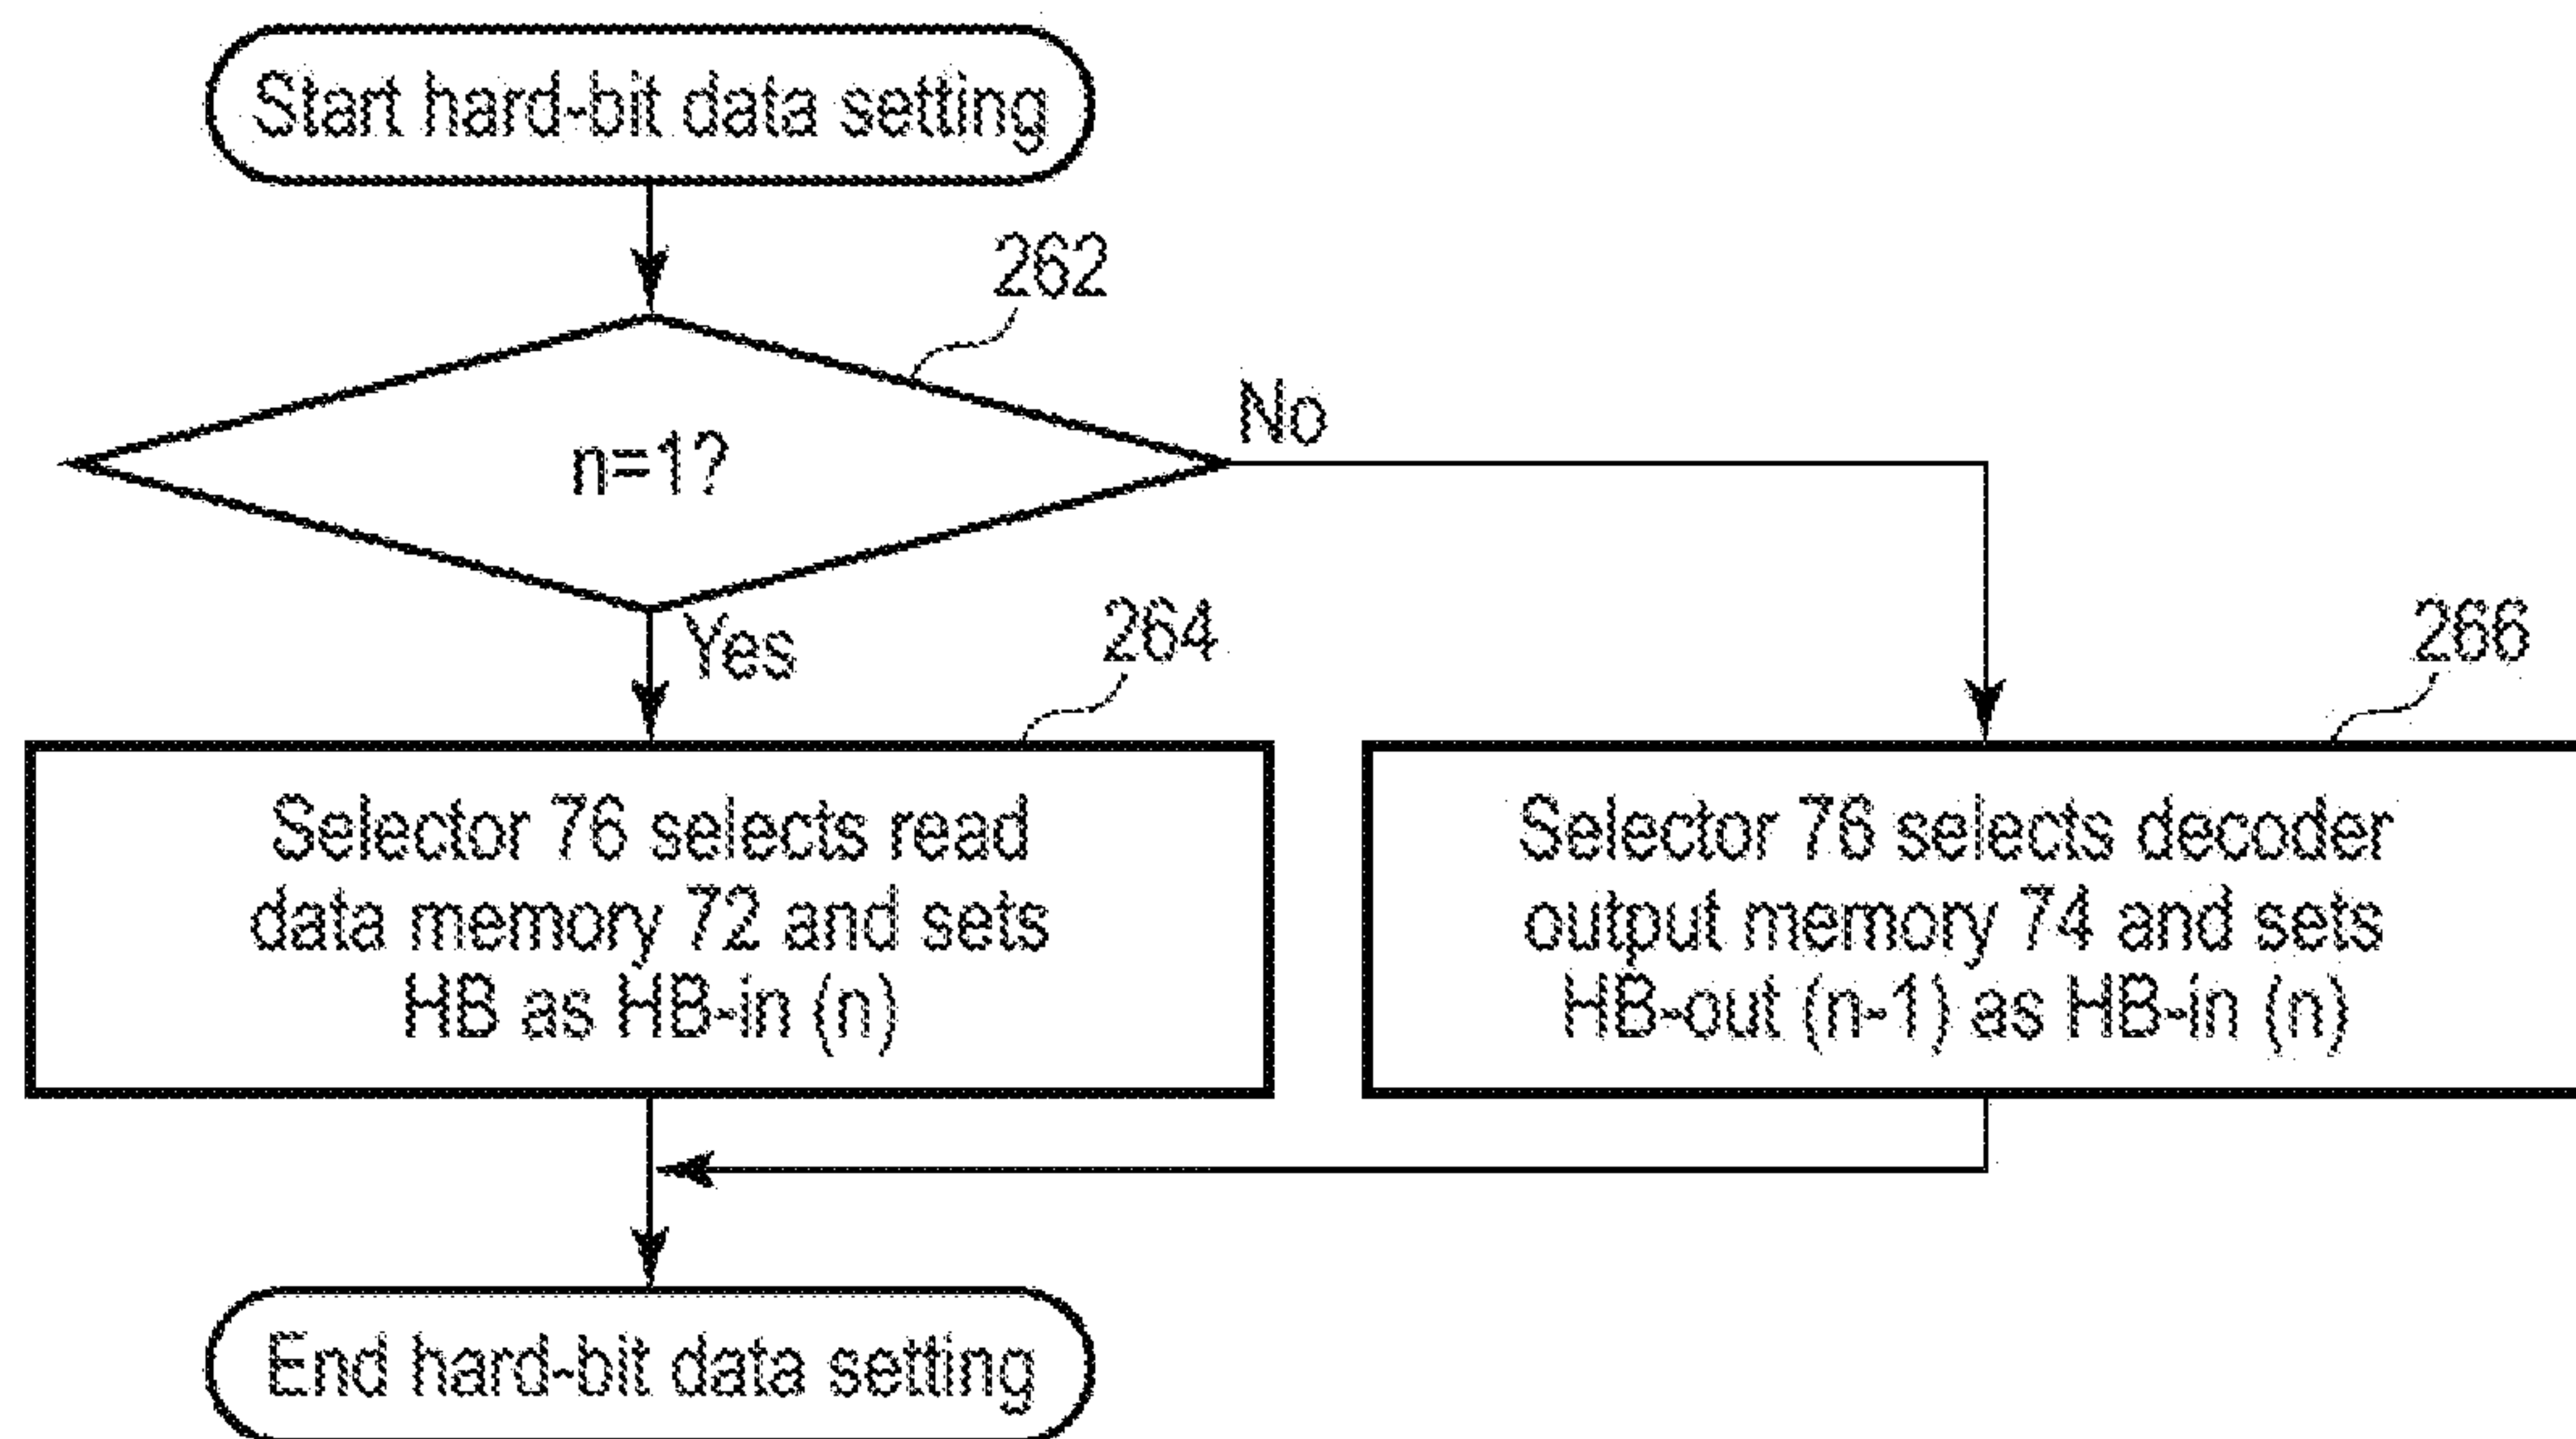 Start hard-bit data setting
262
n=1?
No
Yes
264
Selector 76 selects read
data memory 72 and sets
HB as HB-in (n)
266
Selector 76 selects decoder
output memory 74 and sets
HB-out (n-1) as HB-in (n)
End hard-bit data setting